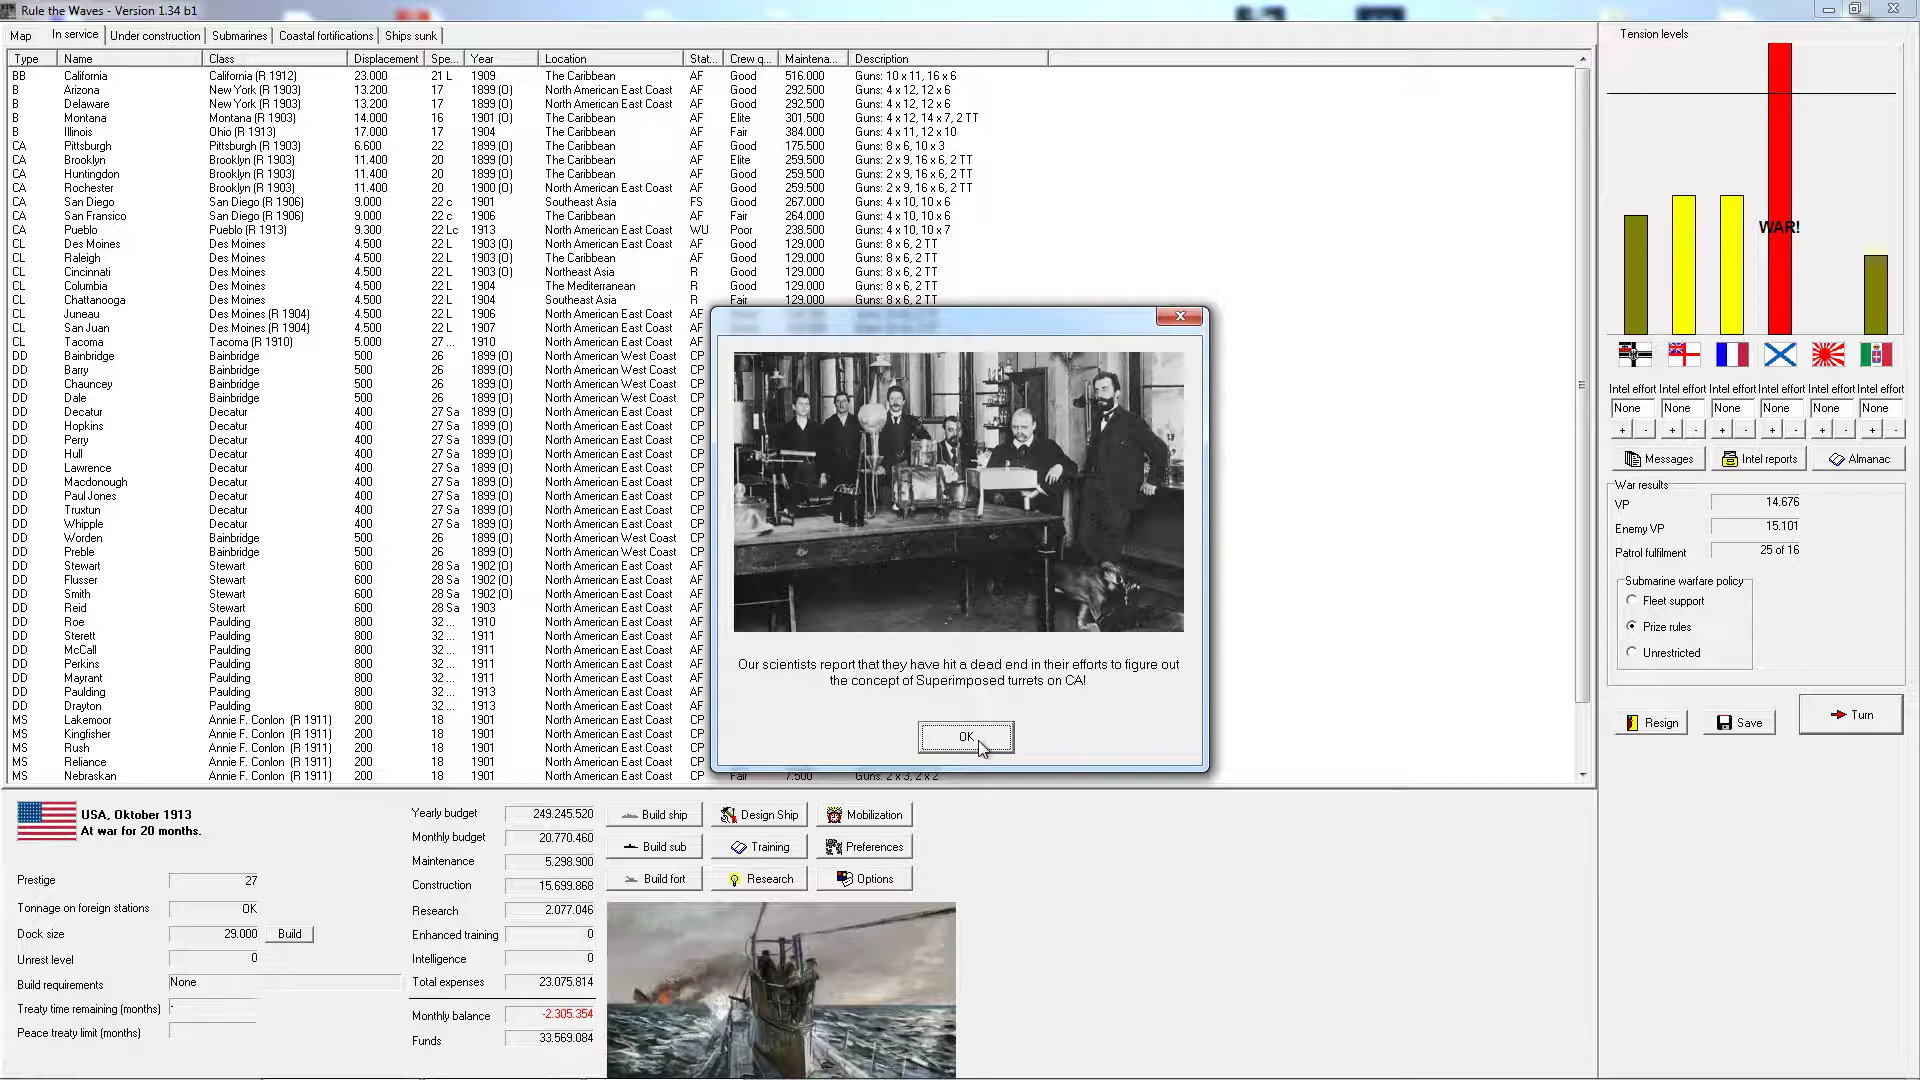 Rule the Waves - Version 1.34 b1
Map In service Under construction Submarines Coastal fortifications Ships sunk
Type Name Class Displacement Spe... Year Location Stat... Crew q... Maintena... Description
BB California California (R 1912) 23.000 21 L 1909 The Caribbean AF Good 516.000 Guns: 10 x 11, 16 x 6
B Arizona New York (R 1903) 13.200 17 1899 (O) North American East Coast AF Good 292.500 Guns: 4 x 12, 12 x 6
B Delaware New York (R 1903) 13.200 17 1899 (O) North American East Coast AF Good 292.500 Guns: 4 x 12, 12 x 6
B Montana Montana (R 1903) 14.000 16 1901 (O) The Caribbean AF Elite 301.500 Guns: 4 x 12, 14 x 7, 2 TT
B Illinois Ohio (R 1913) 17.000 17 1904 The Caribbean AF Fair 384.000 Guns: 4 x 11, 12 x 10
CA Pittsburgh Pittsburgh (R 1903) 6.600 22 1899 (O) The Caribbean AF Good 175.500 Guns: 8 x 6, 10 x 3
CA Brooklyn Brooklyn (R 1903) 11.400 20 1899 (O) The Caribbean AF Elite 259.500 Guns: 2 x 9, 16 x 6, 2 TT
CA Huntingdon Brooklyn (R 1903) 11.400 20 1899 (O) The Caribbean AF Good 259.500 Guns: 2 x 9, 16 x 6, 2 TT
CA Rochester Brooklyn (R 1903) 11.400 20 1900 (O) North American East Coast AF Good 259.500 Guns: 2 x 9, 16 x 6, 2 TT
CA San Diego San Diego (R 1906) 9.000 22 c 1901 Southeast Asia FS Good 267.000 Guns: 4 x 10, 10 x 6
CA San Fransico San Diego (R 1906) 9.000 22 c 1906 The Caribbean AF Fair 264.000 Guns: 4 x 10, 10 x 6
CA Pueblo Pueblo (R 1913) 9.300 22 Lc 1913 North American East Coast WU Poor 238.500 Guns: 4 x 10, 10 x 7
CL Des Moines Des Moines 4.500 22 L 1903 (O) North American East Coast AF Good 129.000 Guns: 8 x 6, 2 TT
CL Raleigh Des Moines 4.500 22 L 1903 (O) The Caribbean AF Good 129.000 Guns: 8 x 6, 2 TT
CL Cincinnati Des Moines 4.500 22 L 1903 (O) Northeast Asia R Good 129.000 Guns: 8 x 6, 2 TT
CL Columbia Des Moines 4.500 22 L 1904 The Mediterranean R Good 129.000 Guns: 8 x 6, 2 TT
CL Chattanooga Des Moines 4.500 22 L 1904 Southeast Asia R Fair 129.000 Guns: 8 x 6, 2 TT
CL Juneau Des Moines (R 1904) 4.500 22 L 1906 North American East Coast AF
CL San Juan Des Moines (R 1904) 4.500 22 L 1907 North American East Coast AF
CL Tacoma Tacoma (R 1910) 5.000 27 ... 1910 North American East Coast AF
DD Bainbridge Bainbridge 500 26 1899 (O) North American West Coast CP
DD Barry Bainbridge 500 26 1899 (O) North American West Coast CP
DD Chauncey Bainbridge 500 26 1899 (O) North American West Coast CP
DD Dale Bainbridge 500 26 1899 (O) North American West Coast CP
DD Decatur Decatur 400 27 Sa 1899 (O) North American East Coast CP
DD Hopkins Decatur 400 27 Sa 1899 (O) North American East Coast CP
DD Perry Decatur 400 27 Sa 1899 (O) North American East Coast CP
DD Hull Decatur 400 27 Sa 1899 (O) North American East Coast CP
DD Lawrence Decatur 400 27 Sa 1899 (O) North American East Coast CP
DD Macdonough Decatur 400 27 Sa 1899 (O) North American East Coast CP
DD Paul Jones Decatur 400 27 Sa 1899 (O) North American East Coast CP
DD Truxtun Decatur 400 27 Sa 1899 (O) North American East Coast CP
DD Whipple Decatur 400 27 Sa 1899 (O) North American East Coast CP
DD Worden Bainbridge 500 26 1899 (O) North American West Coast CP
DD Preble Bainbridge 500 26 1899 (O) North American West Coast CP
DD Stewart Stewart 600 28 Sa 1902 (O) North American East Coast AF
DD Flusser Stewart 600 28 Sa 1902 (O) North American East Coast AF
DD Smith Stewart 600 28 Sa 1902 (O) North American East Coast AF
DD Reid Stewart 600 28 Sa 1903 North American East Coast AF
DD Roe Paulding 800 32 ... 1910 North American East Coast AF
DD Sterett Paulding 800 32 ... 1911 North American East Coast AF
DD McCall Paulding 800 32 ... 1911 North American East Coast AF
DD Perkins Paulding 800 32 ... 1911 North American East Coast AF
DD Mayrant Paulding 800 32 ... 1911 North American East Coast AF
DD Paulding Paulding 800 32 ... 1913 North American East Coast AF
DD Drayton Paulding 800 32 ... 1913 North American East Coast AF
MS Lakemoor Annie F. Conlon (R 1911) 200 18 1901 North American East Coast CP
MS Kingfisher Annie F. Conlon (R 1911) 200 18 1901 North American East Coast CP
MS Rush Annie F. Conlon (R 1911) 200 18 1901 North American East Coast CP
MS Reliance Annie F. Conlon (R 1911) 200 18 1901 North American East Coast CP
MS Nebraskan Annie F. Conlon (R 1911) 200 18 1901 North American East Coast CP Fair 7.500 Guns: 2 x 3, 2 x 2
Our scientists report that they have hit a dead end in their efforts to figure out
the concept of Superimposed turrets on CA!
OK
Tension levels
WAR!
Intel effort Intel effort Intel effort Intel effort Intel effort Intel effort
None None None None None None
+ - + - + - + - + - + -
Messages Intel reports Almanac
War results
VP 14.676
Enemy VP 15.101
Patrol fulfilment 25 of 16
Submarine warfare policy
Fleet support
Prize rules
Unrestricted
Resign Save Turn
USA, Oktober 1913
At war for 20 months.
Prestige 27
Tonnage on foreign stations OK
Dock size 29.000 Build
Unrest level 0
Build requirements None
Treaty time remaining (months) -
Peace treaty limit (months)
Yearly budget 249.245.520
Monthly budget 20.770.460
Maintenance 5.298.900
Construction 15.699.868
Research 2.077.046
Enhanced training 0
Intelligence 0
Total expenses 23.075.814
Monthly balance -2.305.354
Funds 33.569.084
Build ship Design Ship Mobilization
Build sub Training Preferences
Build fort Research Options